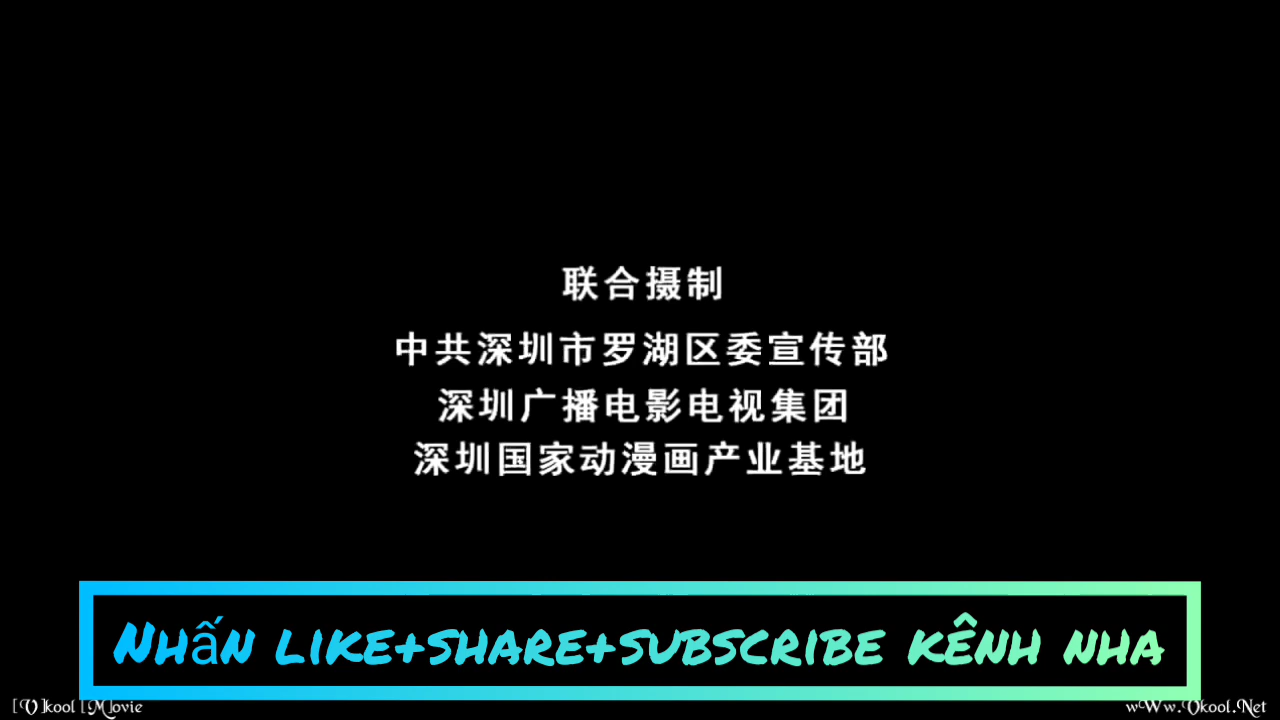 联合摄制
中共深圳市罗湖区委宣传部
深圳广播电影电视集团
深圳国家动漫画产业基地
Nhấn like+share+subscribe kênh nha
[V]kool [M]ovie
wWw.Vkool.Net